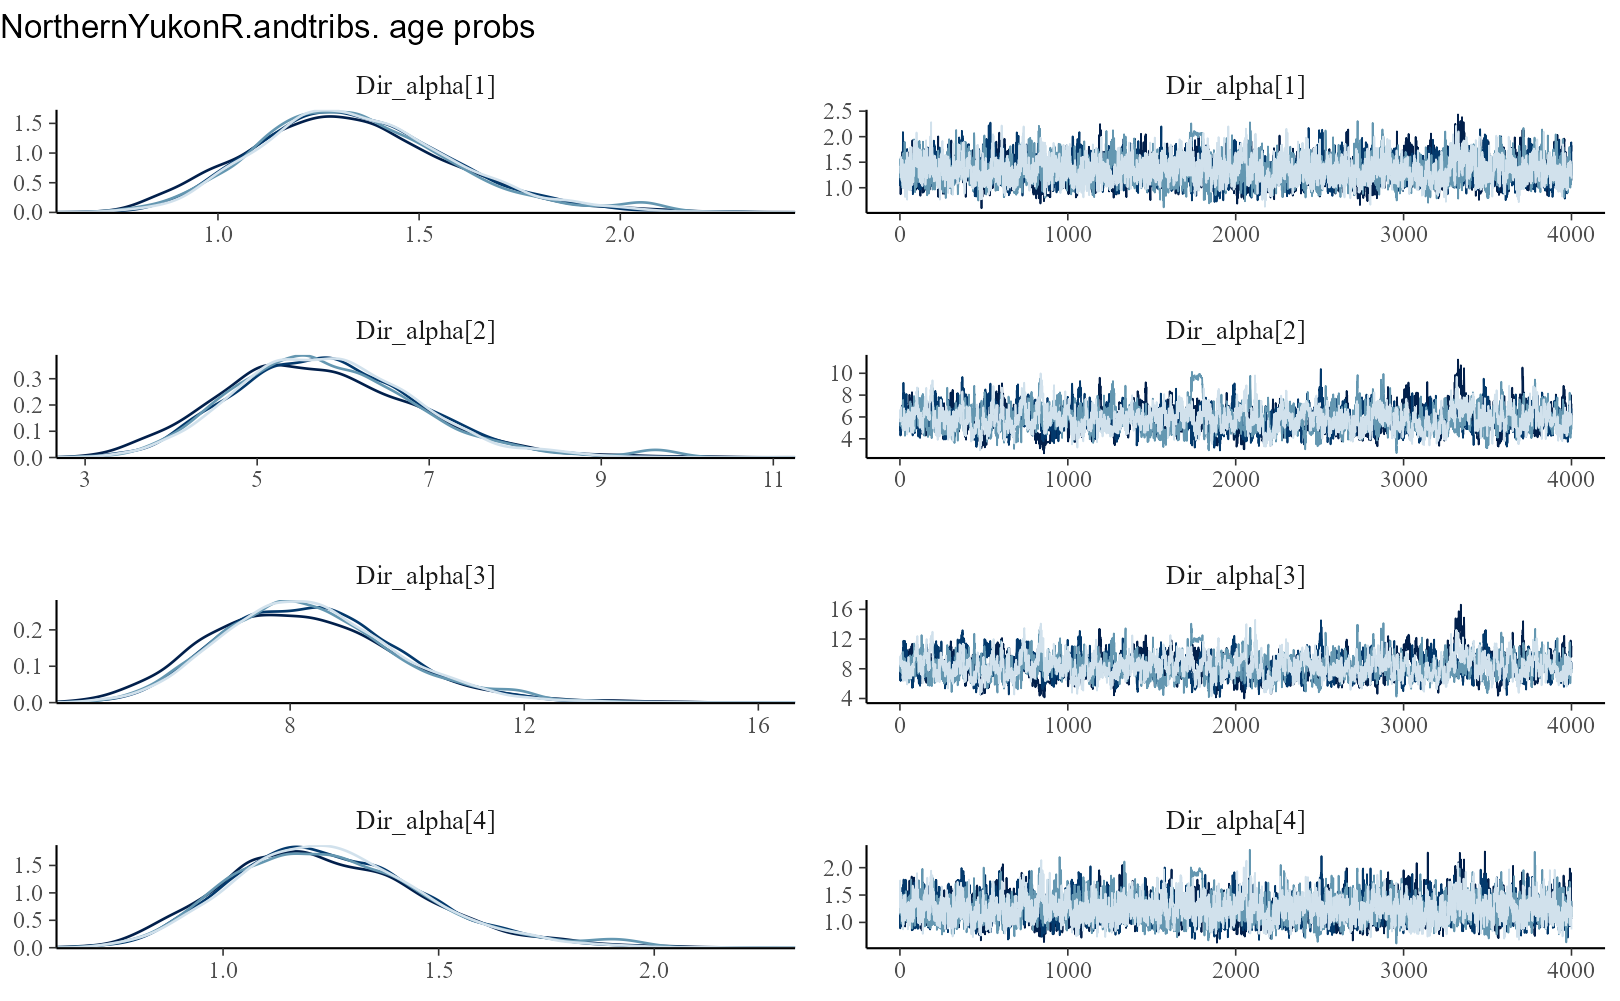 NorthernYukonR.andtribs. age probs
Dir_alpha[1] Dir_alpha[1]
1.5
1.0
0.5
0.0
1.0 1.5 2.0
2.5
2.0
1.5
1.0
0 1000 2000 3000 4000
Dir_alpha[2] Dir_alpha[2]
0.3
0.2
0.1
0.0
3 5 7 9 11
10
8
6
4
0 1000 2000 3000 4000
Dir_alpha[3] Dir_alpha[3]
0.2
0.1
0.0
8 12 16
16
12
8
4
0 1000 2000 3000 4000
Dir_alpha[4] Dir_alpha[4]
1.5
1.0
0.5
0.0
1.0 1.5 2.0
2.0
1.5
1.0
0 1000 2000 3000 4000